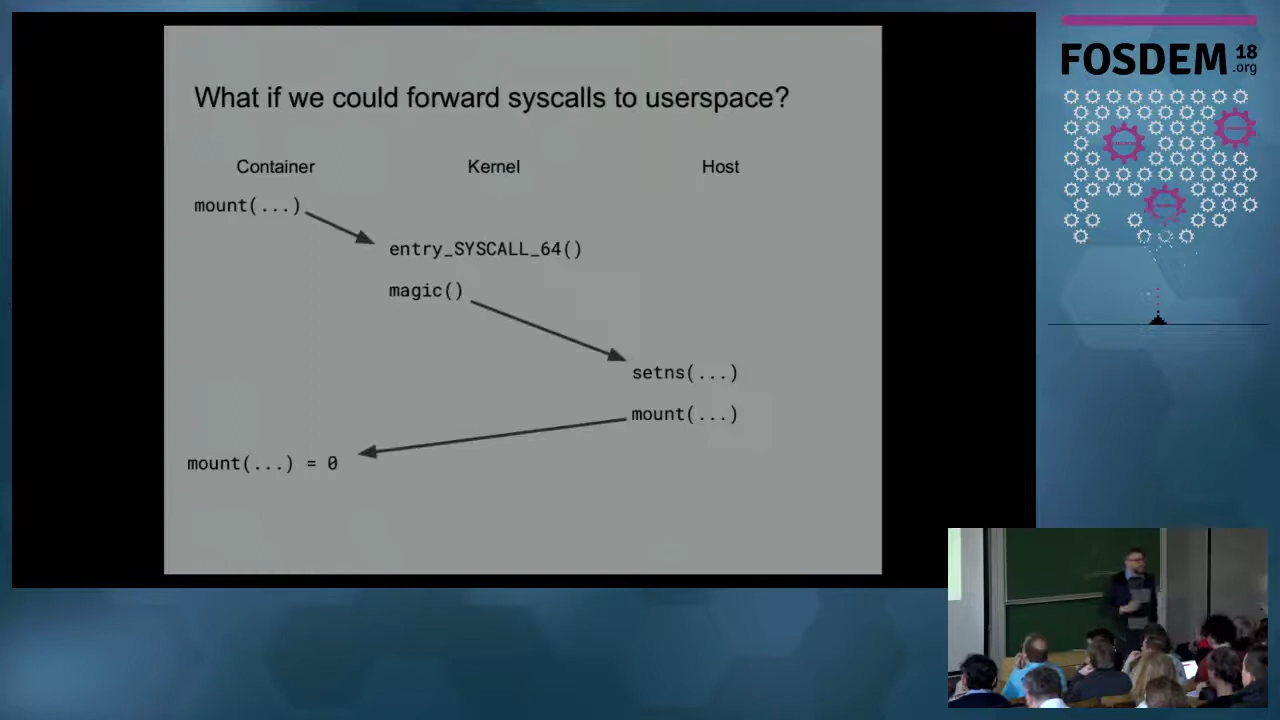 What if we could forward syscalls to userspace?
Container Kernel Host
mount(...)
entry_SYSCALL_64()
magic()
setns(...)
mount(...)
mount(...) = 0
FOSDEM 18
.org